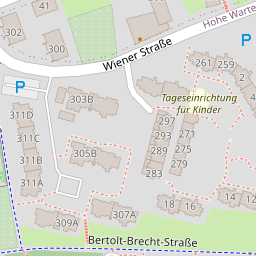 41
302
300
Hohe Warte
Wiener Straße
P
261
259
4
P
303B
Tageseinrichtung
für Kinder
311D
311C
311B
311A
297
293
289
283
271
275
279
305B
309A
307A
18
16
14
12
Bertolt-Brecht-Straße